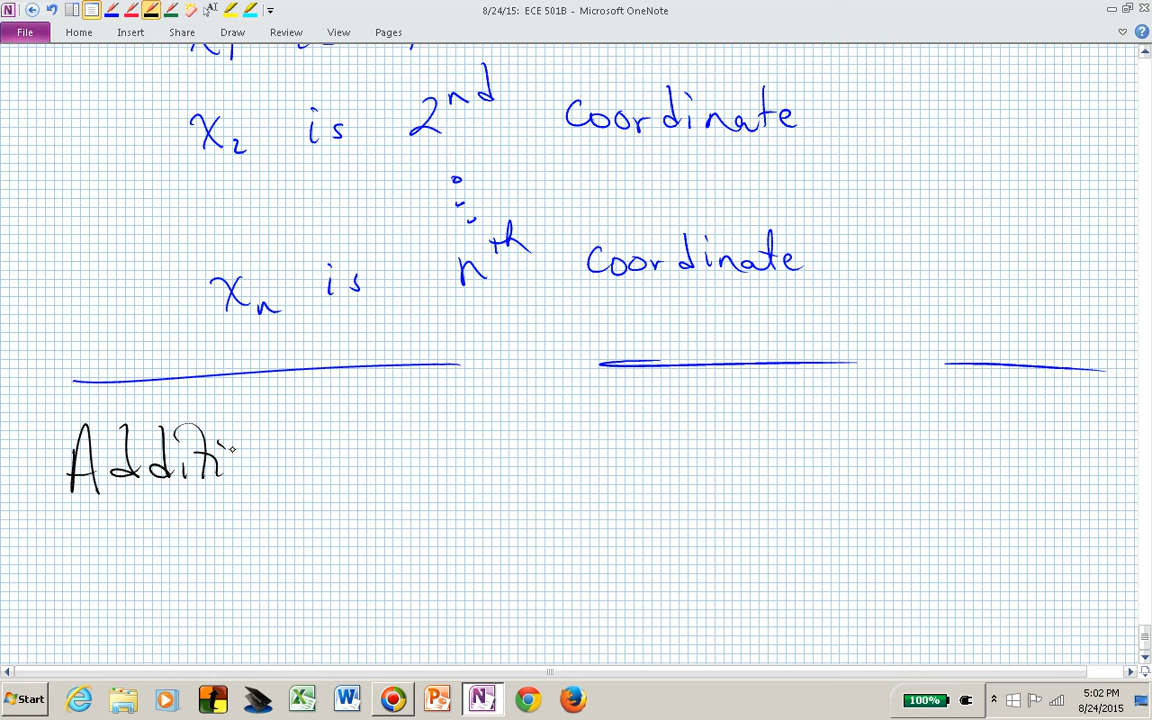 8/24/15: ECE 501B - Microsoft OneNote
File Home Insert Share Draw Review View Pages
x₂ is 2ⁿᵈ coordinate
xₙ is nᵗʰ coordinate
Additi
Start 100% 5:02 PM
8/24/2015